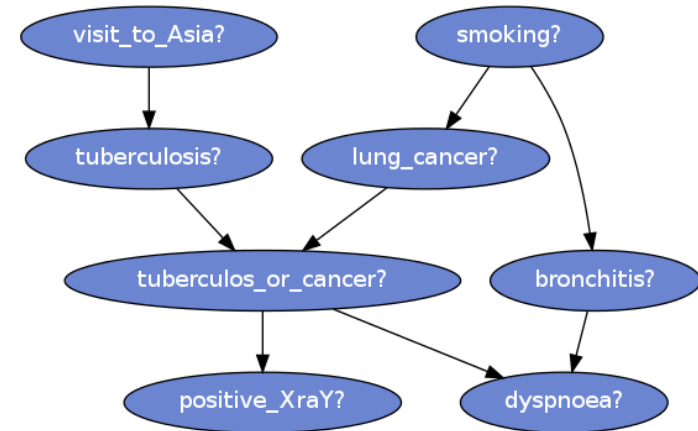 visit_to_Asia?
smoking?
tuberculosis?
lung_cancer?
tuberculos_or_cancer?
bronchitis?
positive_XraY?
dyspnoea?